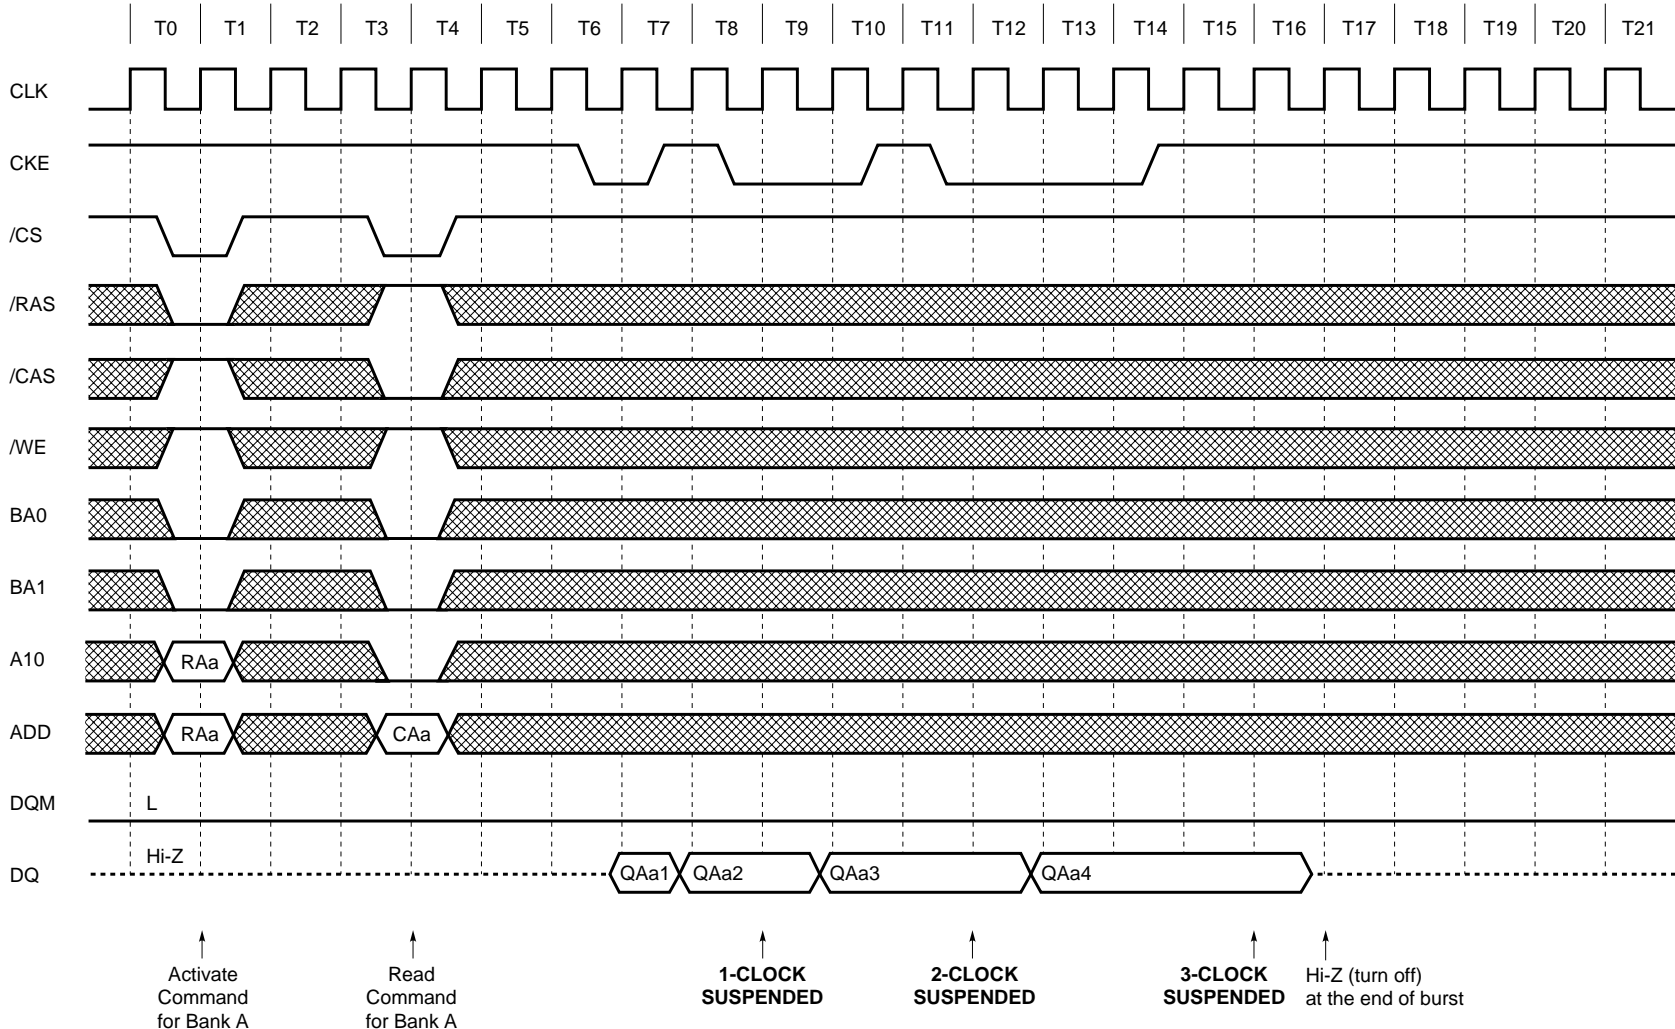 T0 T1 T2 T3 T4 T5 T6 T7 T8 T9 T10 T11 T12 T13 T14 T15 T16 T17 T18 T19 T20 T21
CLK
CKE
/CS
/RAS
/CAS
/WE
BA0
BA1
A10 RAa
ADD RAa CAa
DQM L
Hi-Z
DQ QAa1 QAa2 QAa3 QAa4
Activate
Command
for Bank A
Read
Command
for Bank A
1-CLOCK
SUSPENDED
2-CLOCK
SUSPENDED
3-CLOCK
SUSPENDED
Hi-Z (turn off)
at the end of burst